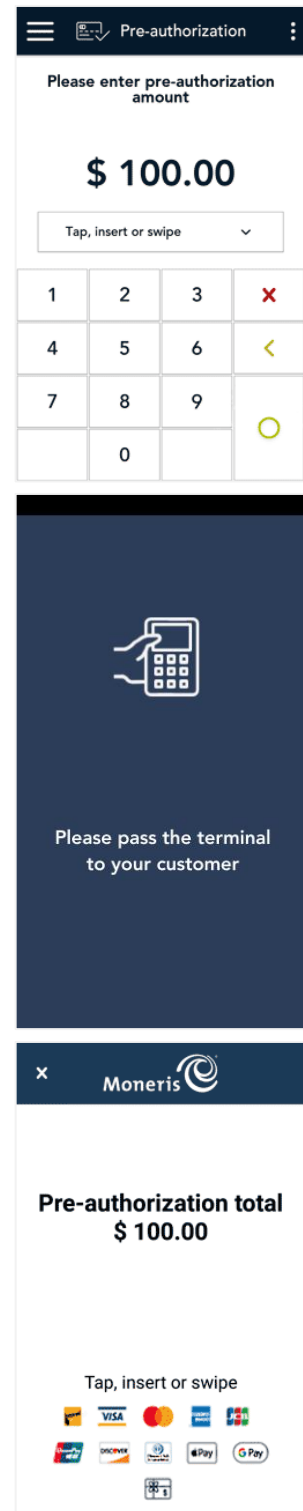 Pre-authorization
Please enter pre-authorization
amount
$ 100.00
Tap, insert or swipe
1 2 3
4 5 6
7 8 9
0
Please pass the terminal
to your customer
Moneris
Pre-authorization total
$ 100.00
Tap, insert or swipe
VISA JCB
DISCOVER Pay G Pay